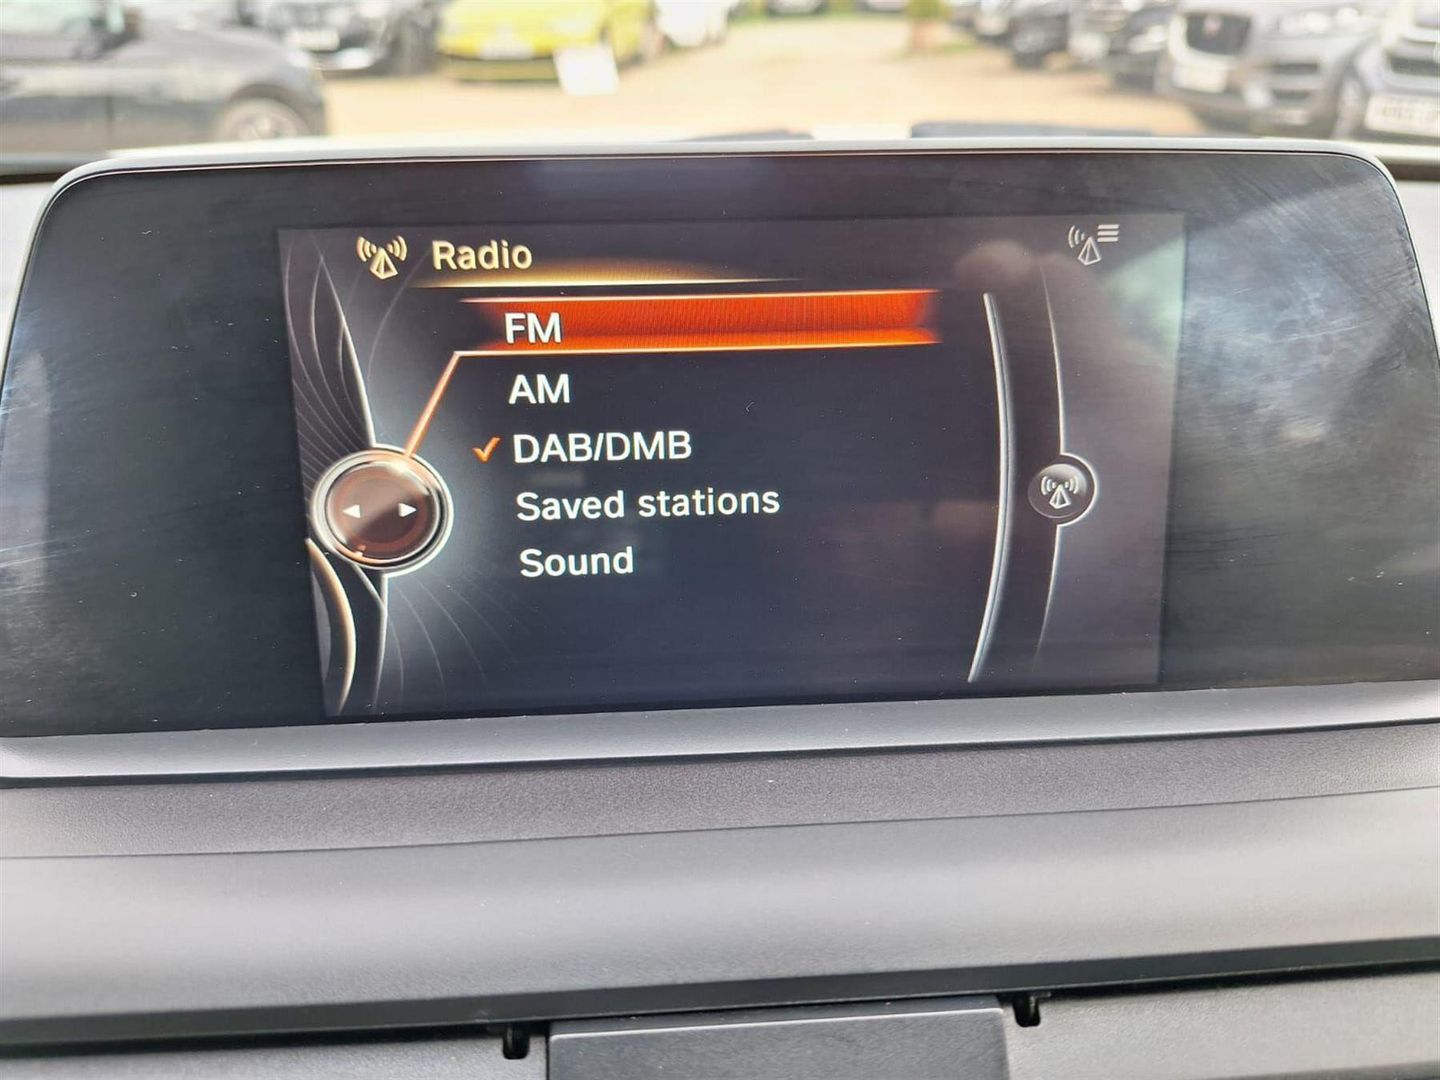 Radio
FM
AM
DAB/DMB
Saved stations
Sound